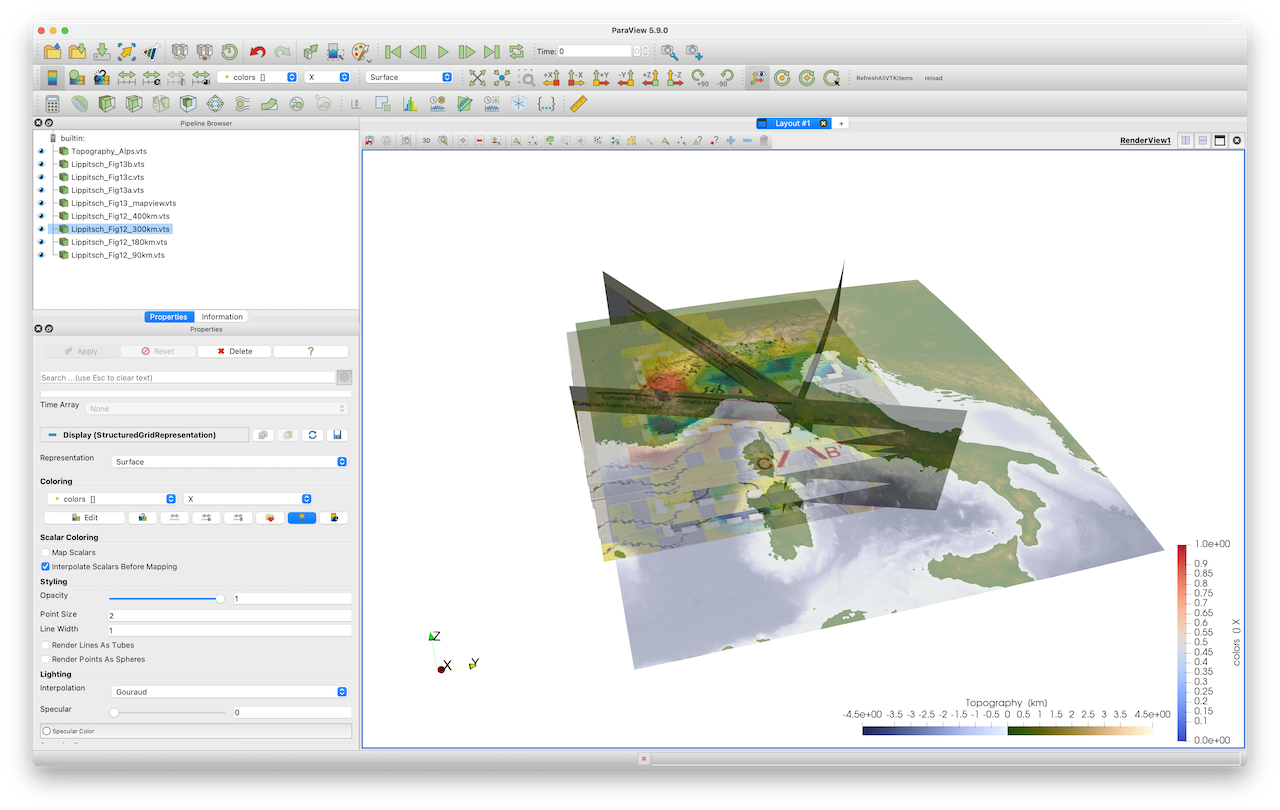 ParaView 5.9.0
Time: 0
colors []
X
Surface
+X
-X
+Y
-Y
+Z
-Z
+90
-90
RefreshAllVTKItems
reload
Pipeline Browser
Layout #1
+
builtin:
3D
RenderView1
Topography_Alps.vts
Lippitsch_Fig13b.vts
Lippitsch_Fig13c.vts
Lippitsch_Fig13a.vts
Lippitsch_Fig13_mapview.vts
Lippitsch_Fig12_400km.vts
Lippitsch_Fig12_300km.vts
Lippitsch_Fig12_180km.vts
Lippitsch_Fig12_90km.vts
Properties
Information
Properties
Apply
Reset
Delete
?
Search ...(use Esc to clear text)
Time Array
None
Display (StructuredGridRepresentation)
Representation
Surface
Coloring
colors []
X
Edit
Scalar Coloring
Map Scalars
Interpolate Scalars Before Mapping
Styling
Opacity
1
Point Size
2
Line Width
1
Render Lines As Tubes
Render Points As Spheres
Lighting
Interpolation
Gouraud
Specular
0
Specular Color
C
B
Z
X
Y
1.0e+00
0.9
0.85
0.8
0.75
0.7
0.65
0.6
0.55
0.5
0.45
0.4
0.35
0.3
0.25
0.2
0.15
0.1
0.0e+00
colors () X
Topography [km]
-4.5e+00 -3.5 -3 -2.5 -2 -1.5 -1 -0.5 0 0.5 1 1.5 2 2.5 3 3.5 4.5e+00